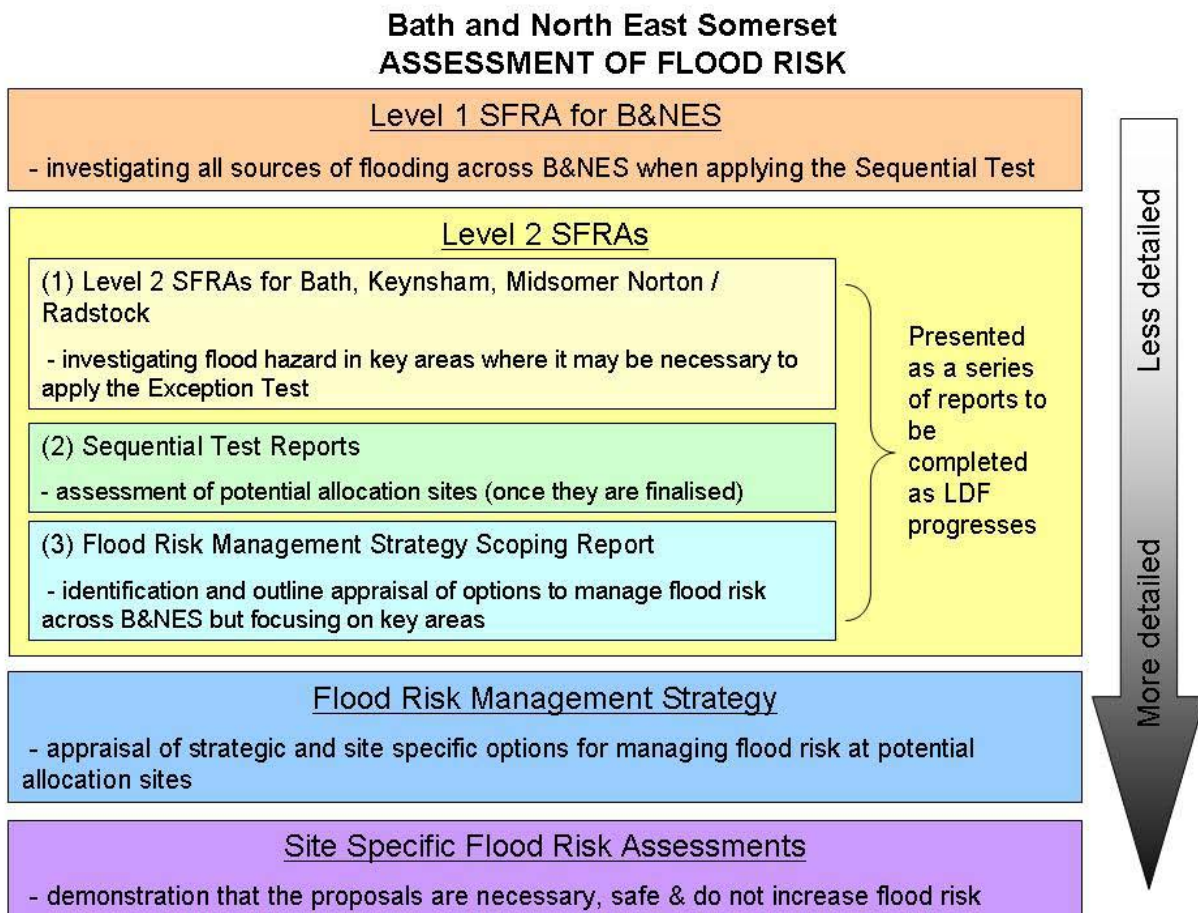 Bath and North East Somerset
ASSESSMENT OF FLOOD RISK
Level 1 SFRA for B&NES
- investigating all sources of flooding across B&NES when applying the Sequential Test
Level 2 SFRAs
(1) Level 2 SFRAs for Bath, Keynsham, Midsomer Norton /
Radstock
- investigating flood hazard in key areas where it may be necessary to
apply the Exception Test
(2) Sequential Test Reports
- assessment of potential allocation sites (once they are finalised)
(3) Flood Risk Management Strategy Scoping Report
- identification and outline appraisal of options to manage flood risk
across B&NES but focusing on key areas
Presented
as a series
of reports to
be
completed
as LDF
progresses
Flood Risk Management Strategy
- appraisal of strategic and site specific options for managing flood risk at potential
allocation sites
Site Specific Flood Risk Assessments
- demonstration that the proposals are necessary, safe & do not increase flood risk
Less detailed
More detailed